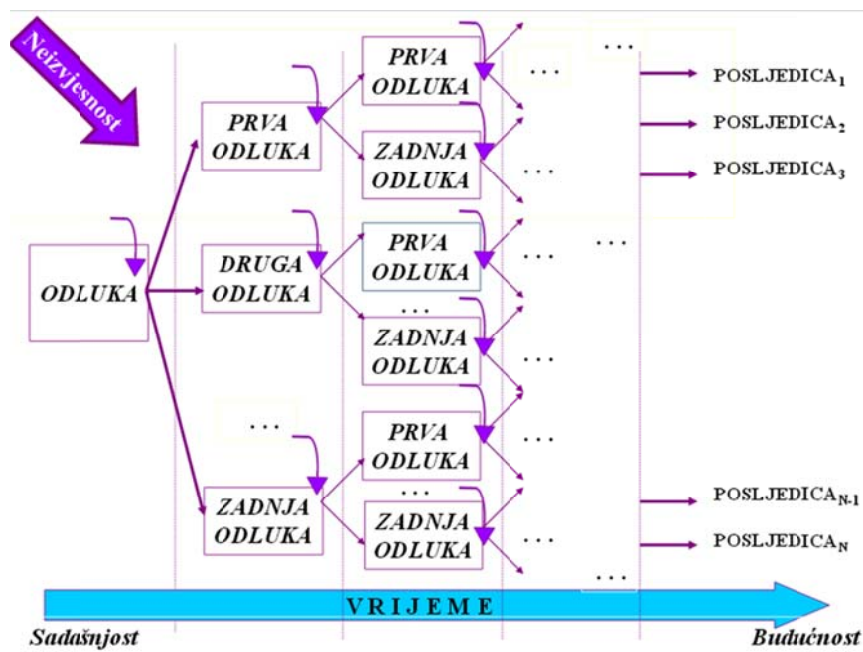 Neizvjesnost
ODLUKA
PRVA
ODLUKA
DRUGA
ODLUKA
...
ZADNJA
ODLUKA
PRVA
ODLUKA
ZADNJA
ODLUKA
PRVA
ODLUKA
...
ZADNJA
ODLUKA
PRVA
ODLUKA
...
ZADNJA
ODLUKA
...
...
...
...
...
...
...
...
...
POSLJEDICA1
POSLJEDICA2
POSLJEDICA3
POSLJEDICAN-1
POSLJEDICAN
VRIJEME
Sadašnjost
Budućnost